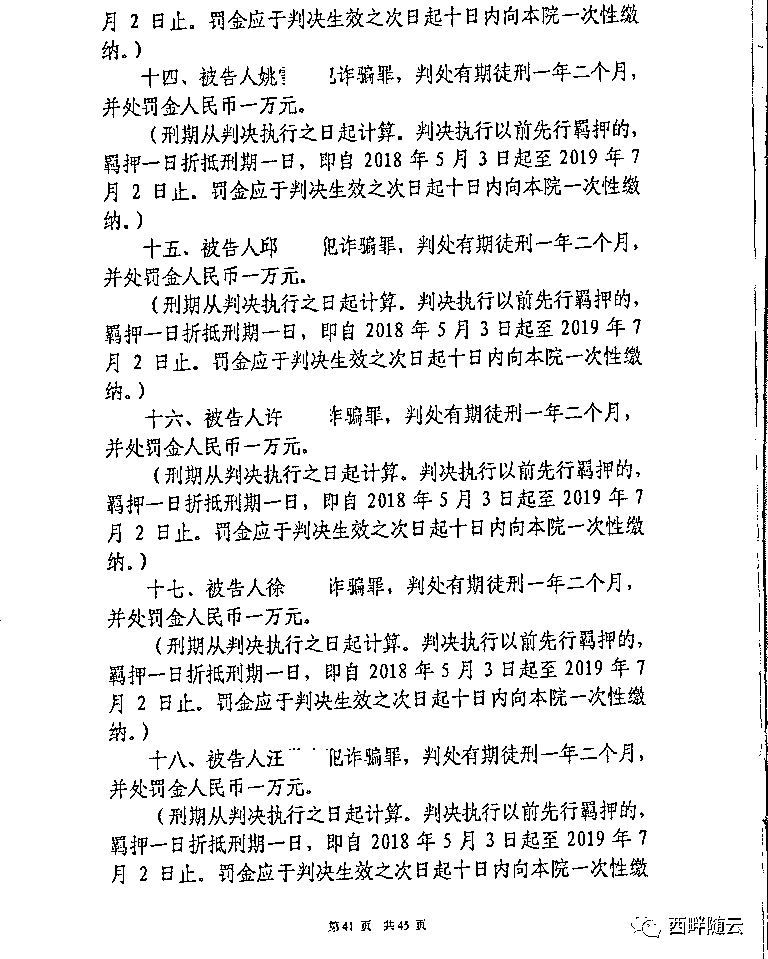 月 2 日止。罚金应于判决生效之次日起十日内向本院一次性缴
纳。)
十四、被告人姚 犯诈骗罪，判处有期徒刑一年二个月，
并处罚金人民币一万元。
(刑期从判决执行之日起计算。判决执行以前先行羁押的，
羁押一日折抵刑期一日，即自 2018 年 5 月 3 日起至 2019 年 7
月 2 日止。罚金应于判决生效之次日起十日内向本院一次性缴
纳。)
十五、被告人邱 犯诈骗罪，判处有期徒刑一年二个月，
并处罚金人民币一万元。
(刑期从判决执行之日起计算。判决执行以前先行羁押的，
羁押一日折抵刑期一日，即自 2018 年 5 月 3 日起至 2019 年 7
月 2 日止。罚金应于判决生效之次日起十日内向本院一次性缴
纳。)
十六、被告人许 诈骗罪，判处有期徒刑一年二个月，
并处罚金人民币一万元。
(刑期从判决执行之日起计算。判决执行以前先行羁押的，
羁押一日折抵刑期一日，即自 2018 年 5 月 3 日起至 2019 年 7
月 2 日止。罚金应于判决生效之次日起十日内向本院一次性缴
纳。)
十七、被告人徐 诈骗罪，判处有期徒刑一年二个月，
并处罚金人民币一万元。
(刑期从判决执行之日起计算。判决执行以前先行羁押的，
羁押一日折抵刑期一日，即自 2018 年 5 月 3 日起至 2019 年 7
月 2 日止。罚金应于判决生效之次日起十日内向本院一次性缴
纳。)
十八、被告人汪 犯诈骗罪，判处有期徒刑一年二个月，
并处罚金人民币一万元。
(刑期从判决执行之日起计算。判决执行以前先行羁押的，
羁押一日折抵刑期一日，即自 2018 年 5 月 3 日起至 2019 年 7
月 2 日止。罚金应于判决生效之次日起十日内向本院一次性缴
第 41 页 共 45 页
西畔随云